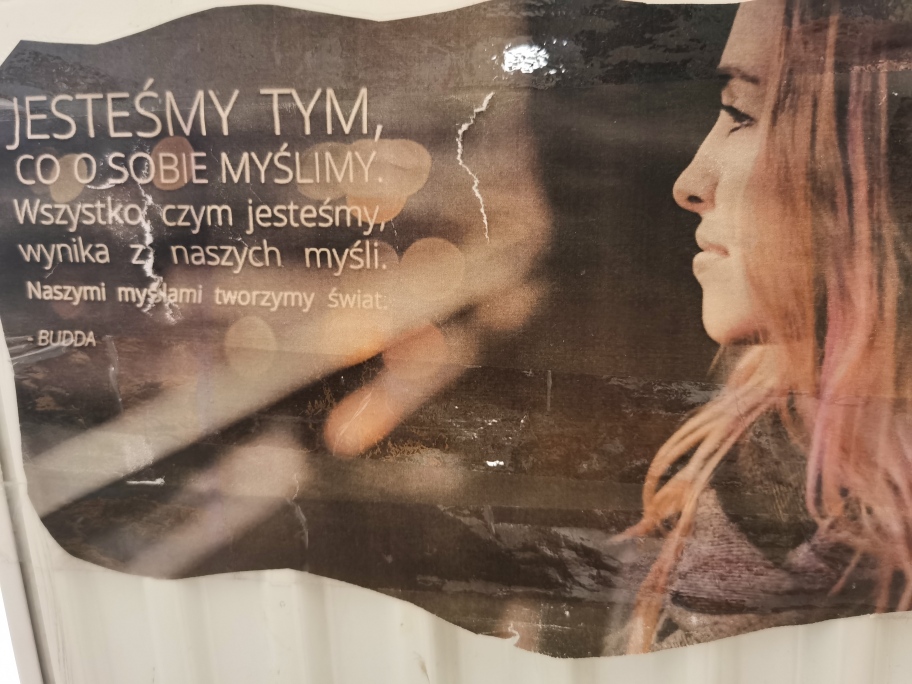 JESTEŚMY TYM,
CO O SOBIE MYŚLIMY.
Wszystko, czym jesteśmy,
wynika z naszych myśli.
Naszymi myślami tworzymy świat.
- BUDDA